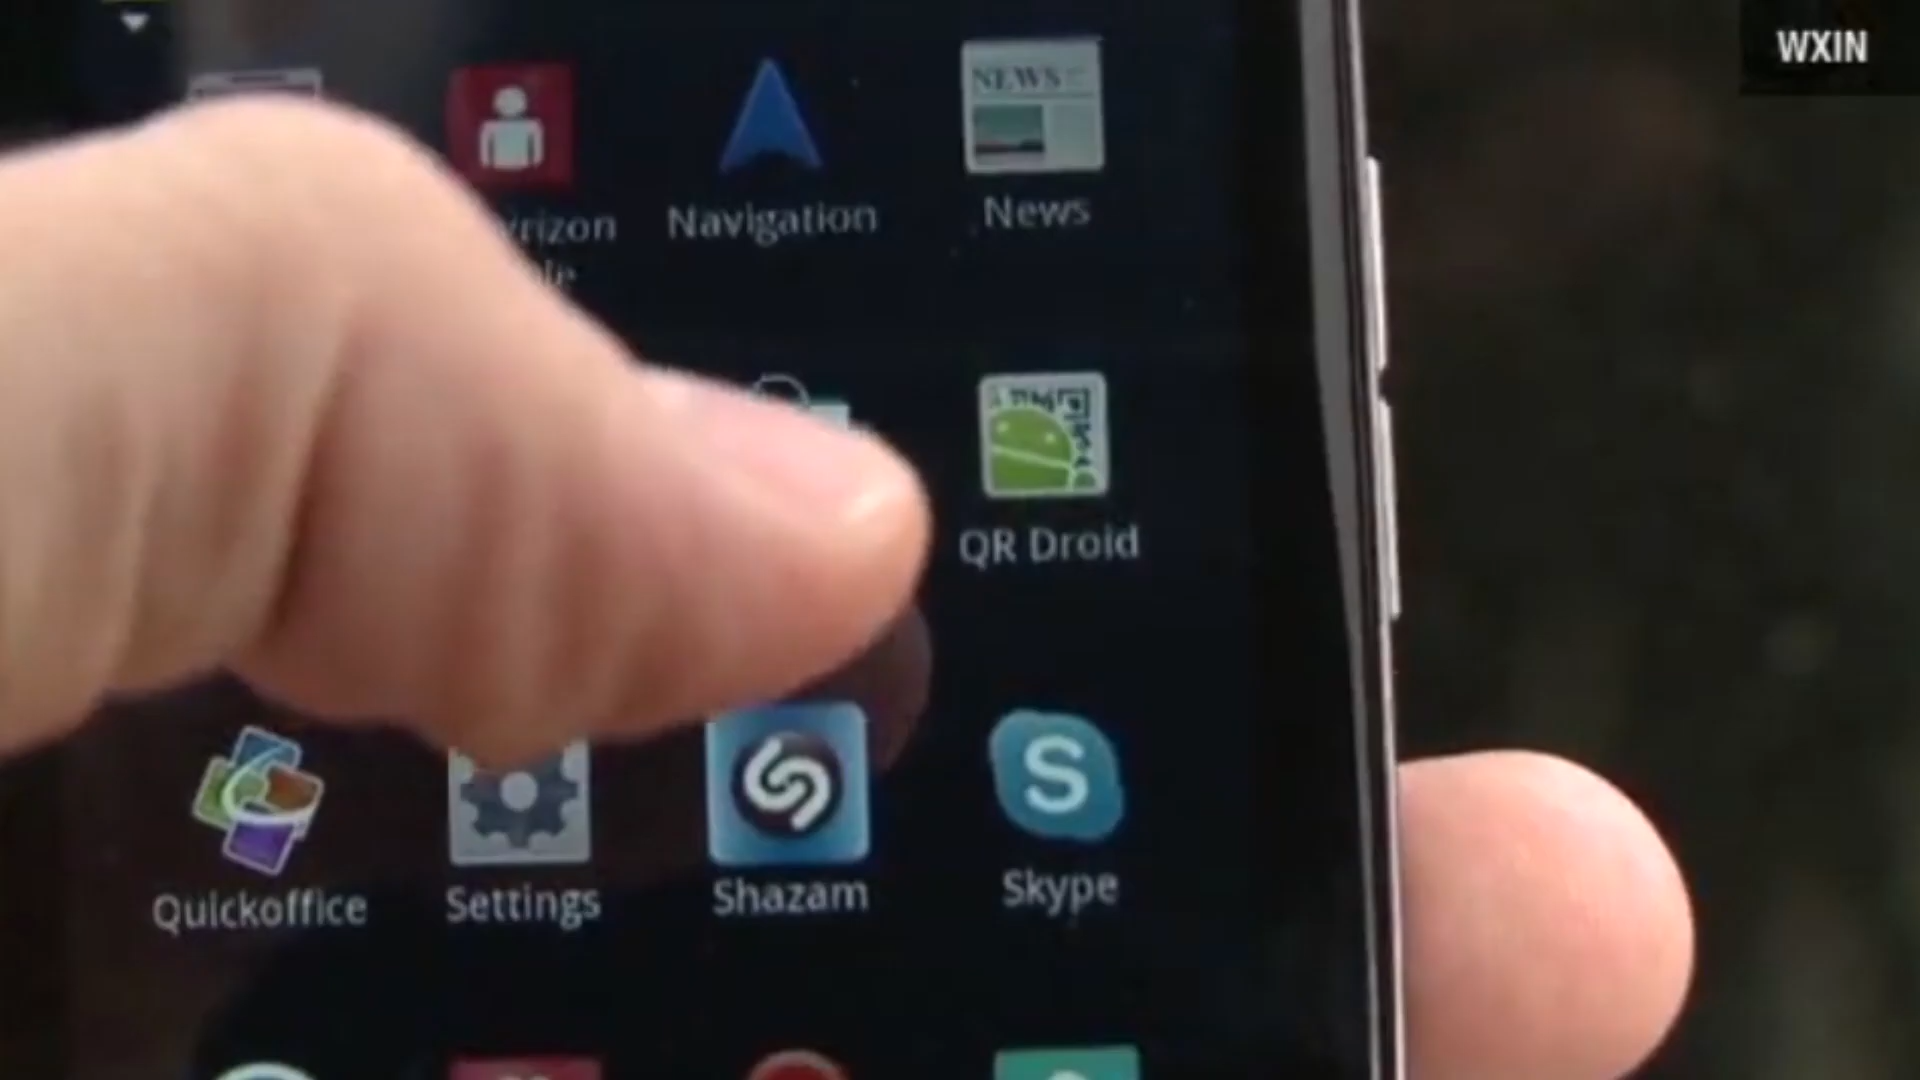 WXIN
NEWS
Navigation
News
QR Droid
Quickoffice
Settings
Shazam
Skype